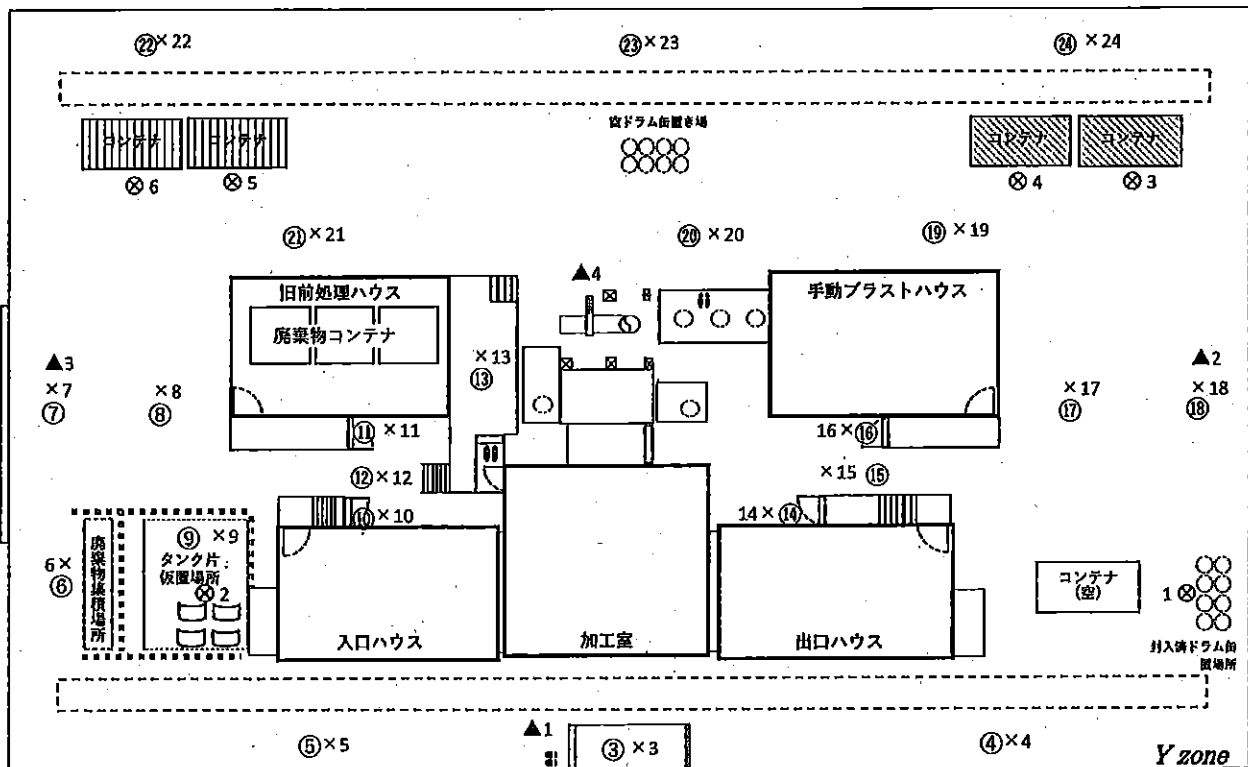 ㉒×22
㉓×23
㉔×24
空ドラム缶置き場
コンテナ
コンテナ
コンテナ
コンテナ
⊗6
⊗5
⊗4
⊗3
㉑×21
⑳×20
⑲×19
▲4
旧前処理ハウス
手動ブラストハウス
廃棄物コンテナ
×13
⑬
▲3
▲2
×7
×8
×17
×18
⑦
⑧
⑰
⑱
⑪×11
16×⑯
⑫×12
×15 ⑮
⑩×10
14×⑭
⑨ ×9
6×
⑥
廃棄物集積場所
タンク片
仮置場所
⊗2
コンテナ
(空)
1⊗
入口ハウス
加工室
出口ハウス
封入済ドラム缶
置場所
▲1
⑤×5
③×3
④×4
Y zone